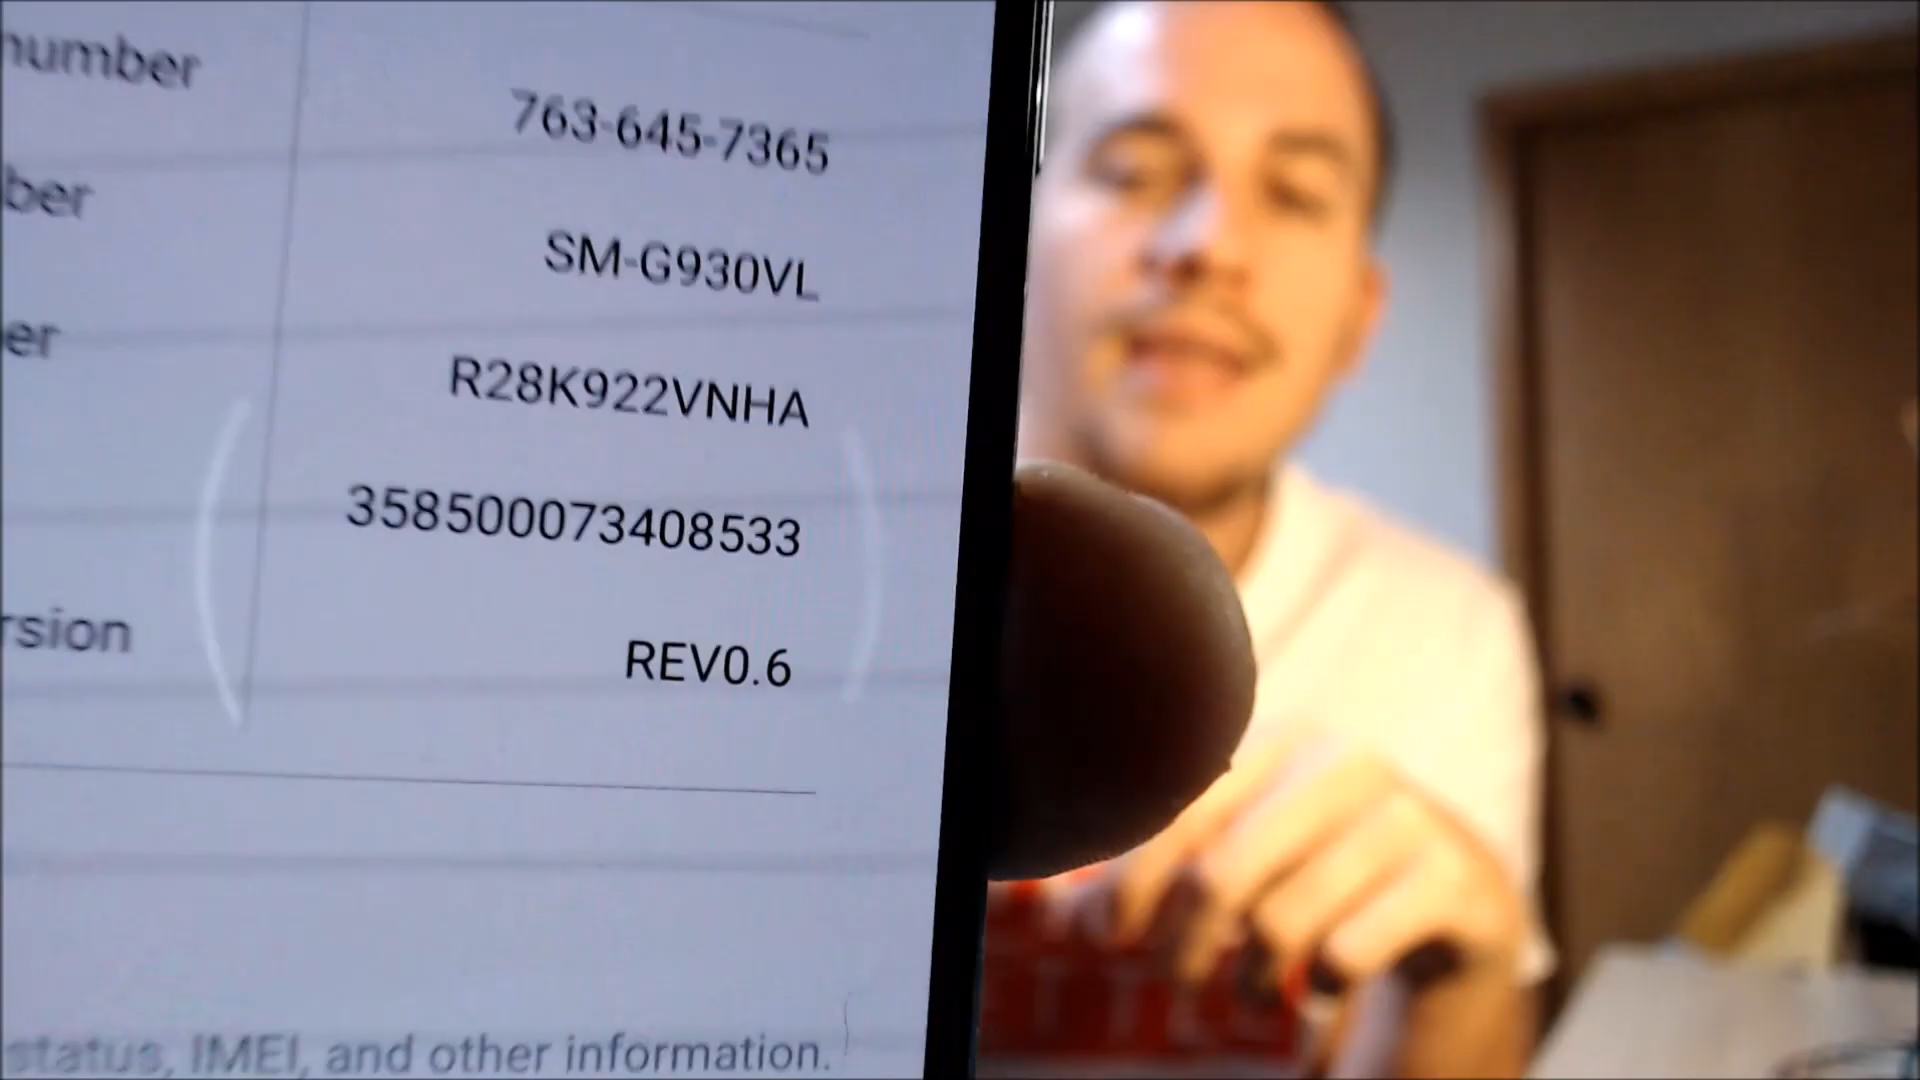 number
763-645-7365
ber
SM-G930VL
er
R28K922VNHA
358500073408533
rsion
REV0.6
status, IMEI, and other information.